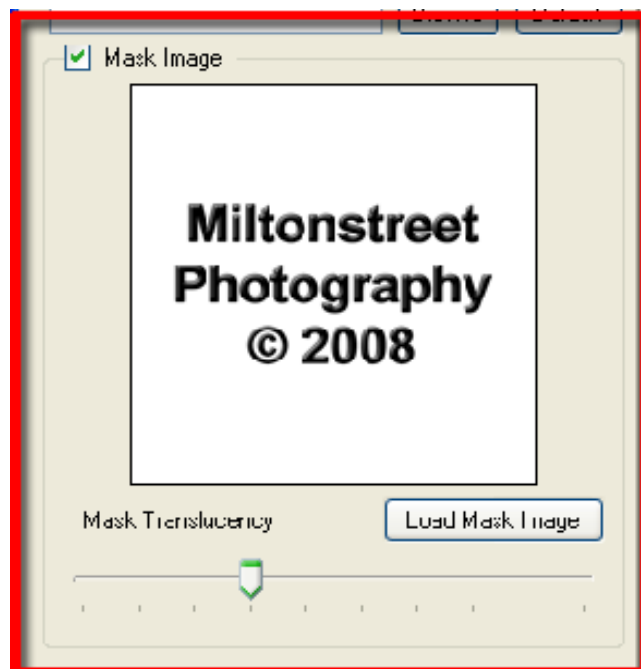 Mask Image
Miltonstreet
Photography
© 2008
Mask Translucency
Load Mask Image